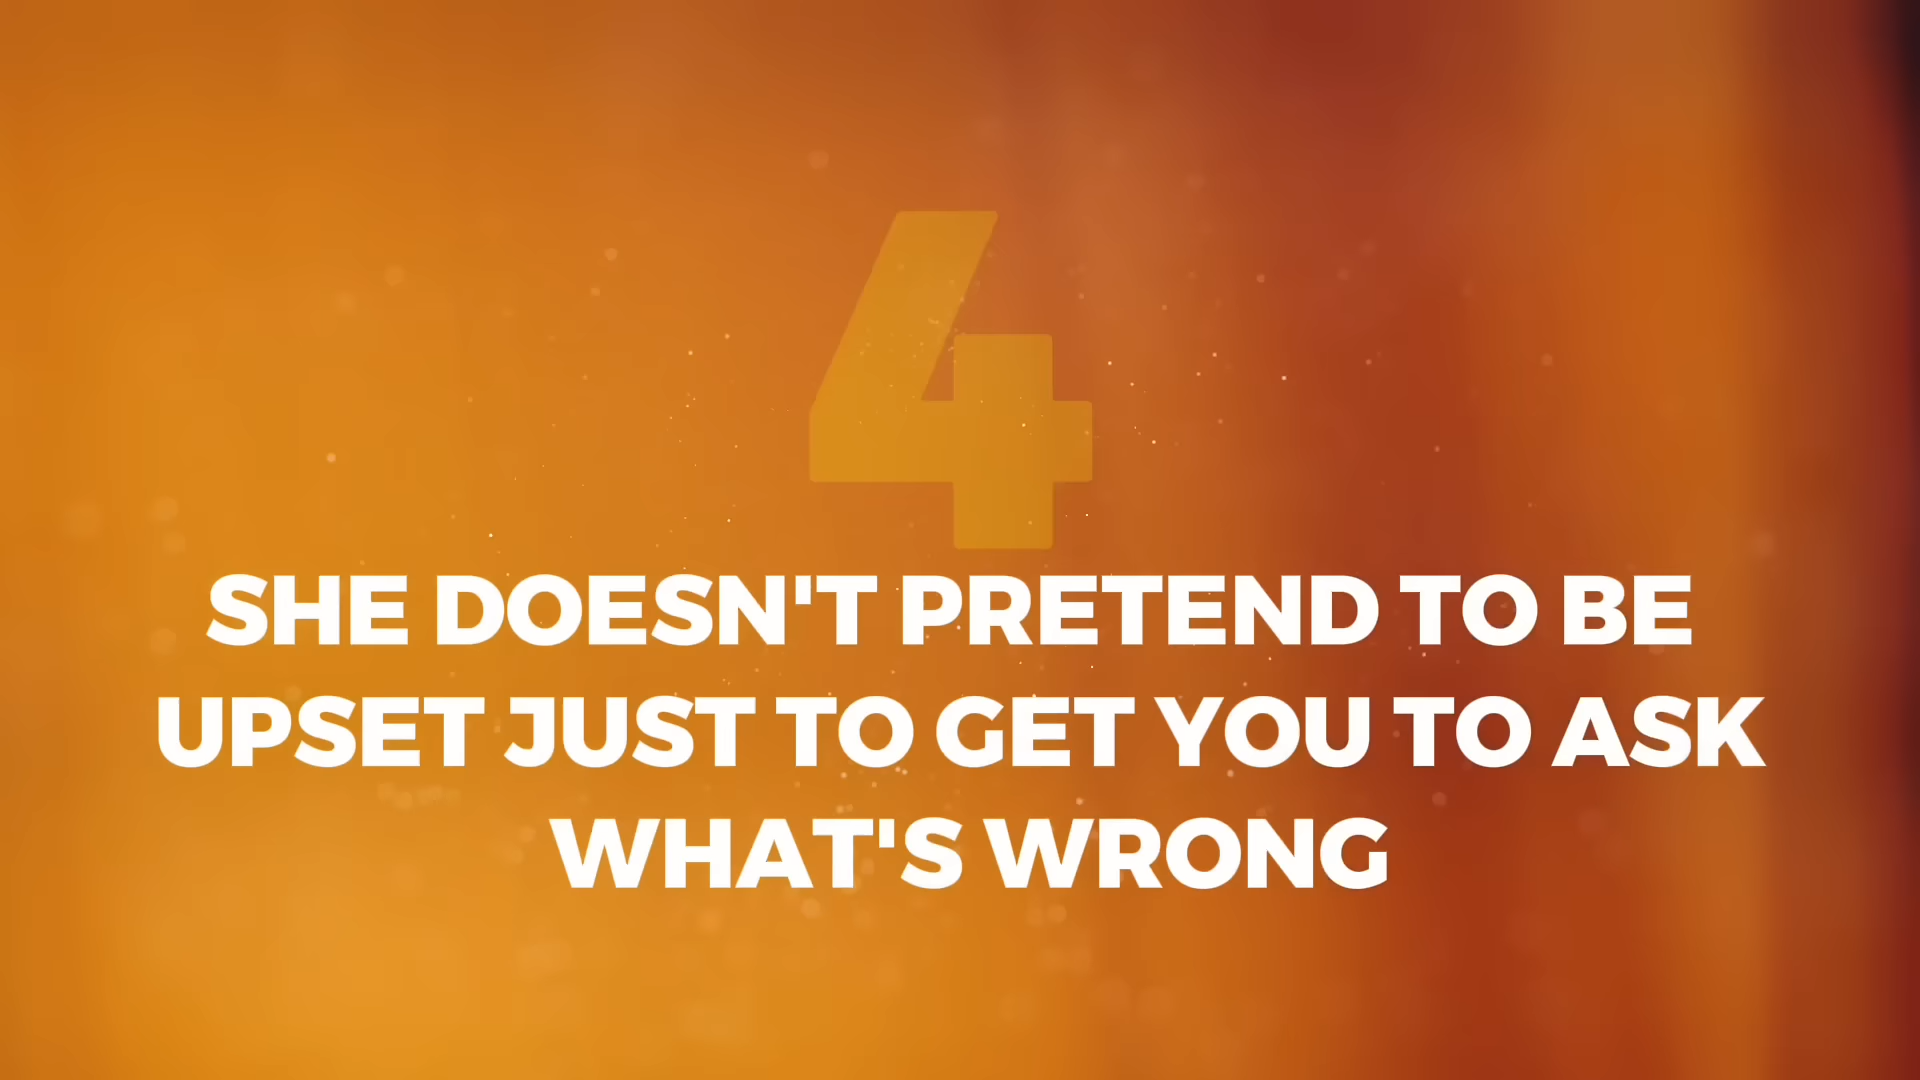 4
SHE DOESN'T PRETEND TO BE
UPSET JUST TO GET YOU TO ASK
WHAT'S WRONG